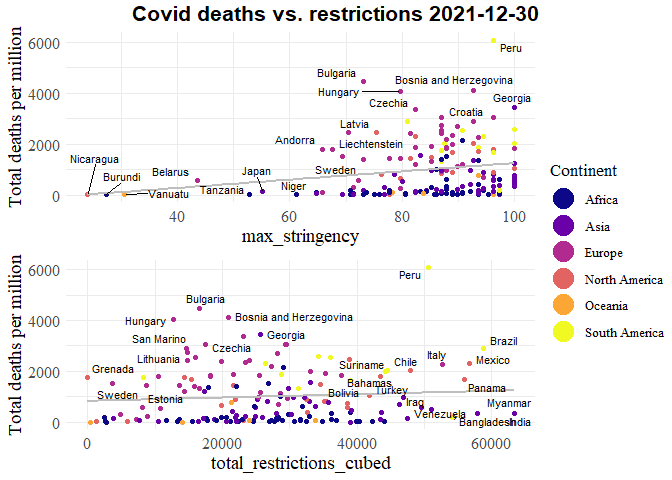 Covid deaths vs. restrictions 2021-12-30
Total deaths per million
6000
4000
2000
0
Peru
Bulgaria
Bosnia and Herzegovina
Hungary
Czechia
Georgia
Croatia
Latvia
Andorra
Liechtenstein
Nicaragua
Burundi
Belarus
Japan
Sweden
Tanzania
Niger
Vanuatu
40
60
80
100
max_stringency
Total deaths per million
6000
4000
2000
0
Peru
Bulgaria
Hungary
Bosnia and Herzegovina
San Marino
Georgia
Brazil
Lithuania
Czechia
Italy
Grenada
Suriname
Chile
Mexico
Bahamas
Sweden
Estonia
Bolivia
Turkey
Panama
Iraq
Myanmar
Venezuela
Bangladesh
India
0
20000
40000
60000
total_restrictions_cubed
Continent
Africa
Asia
Europe
North America
Oceania
South America